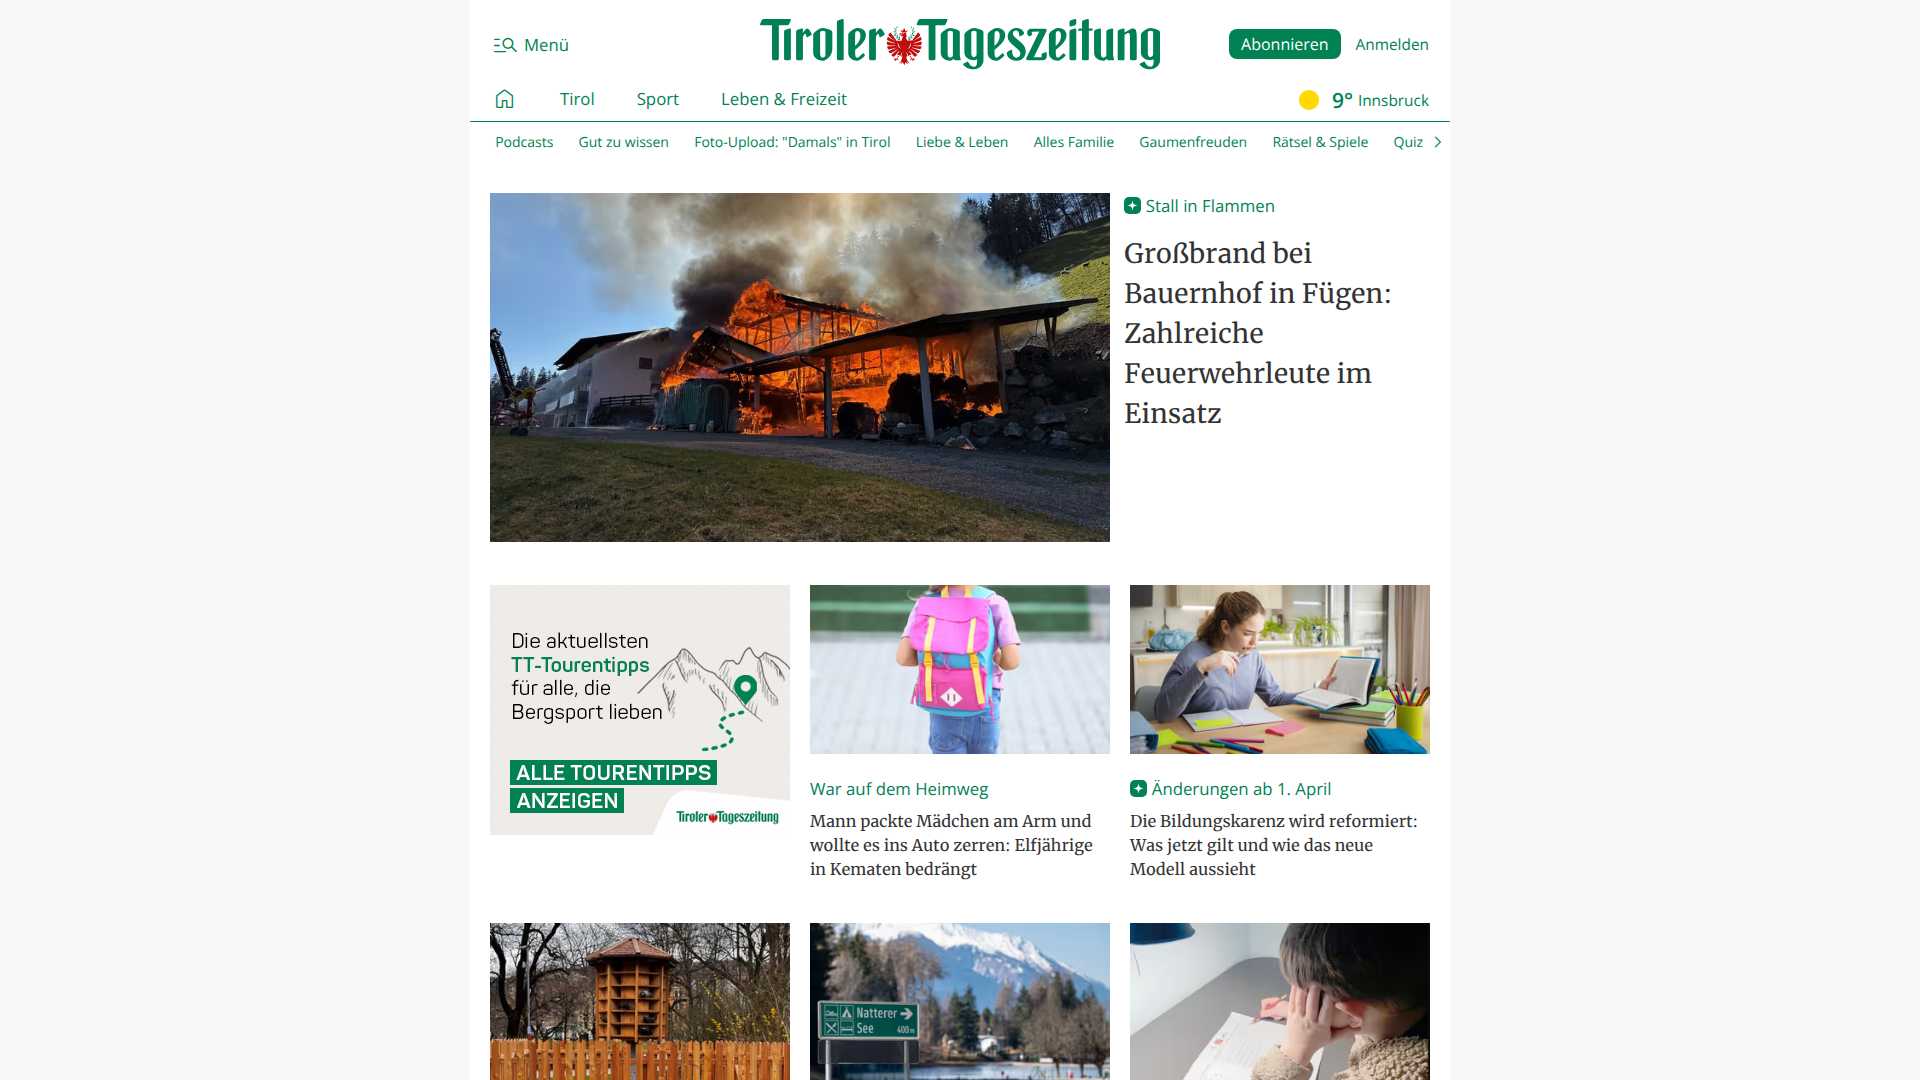 Menü
Tiroler Tageszeitung
Abonnieren
Anmelden
Tirol
Sport
Leben & Freizeit
9° Innsbruck
Podcasts
Gut zu wissen
Foto-Upload: "Damals" in Tirol
Liebe & Leben
Alles Familie
Gaumenfreuden
Rätsel & Spiele
Quiz
Stall in Flammen
Großbrand bei
Bauernhof in Fügen:
Zahlreiche
Feuerwehrleute im
Einsatz
Die aktuellsten
TT-Tourentipps
für alle, die
Bergsport lieben
ALLE TOURENTIPPS
ANZEIGEN
Tiroler Tageszeitung
War auf dem Heimweg
Mann packte Mädchen am Arm und
wollte es ins Auto zerren: Elfjährige
in Kematen bedrängt
Änderungen ab 1. April
Die Bildungskarenz wird reformiert:
Was jetzt gilt und wie das neue
Modell aussieht
Natterer
See 400 m